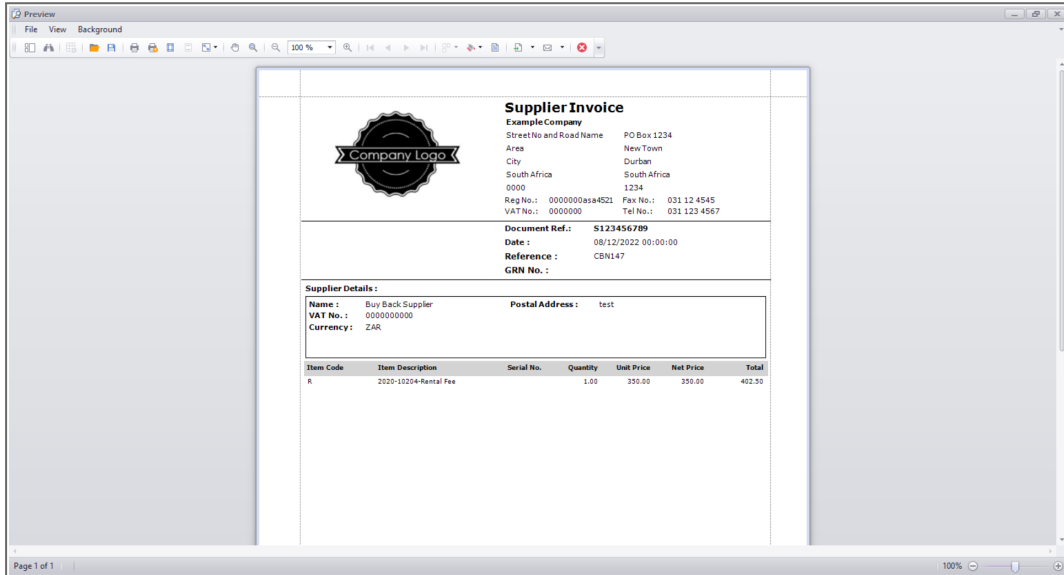 Preview
File View Background
100 %
Supplier Invoice
Example Company
Street No and Road Name PO Box 1234
Area New Town
City Durban
South Africa South Africa
0000 1234
Reg No.: 0000000asa4521 Fax No.: 031 12 4545
VAT No.: 0000000 Tel No.: 031 123 4567
Company Logo
Document Ref.: S123456789
Date : 08/12/2022 00:00:00
Reference : CBN147
GRN No. :
Supplier Details :
Name : Buy Back Supplier Postal Address : test
VAT No. : 0000000000
Currency : ZAR
Item Code Item Description Serial No. Quantity Unit Price Net Price Total
R 2020-10204-Rental Fee 1.00 350.00 350.00 402.50
Page 1 of 1 100%